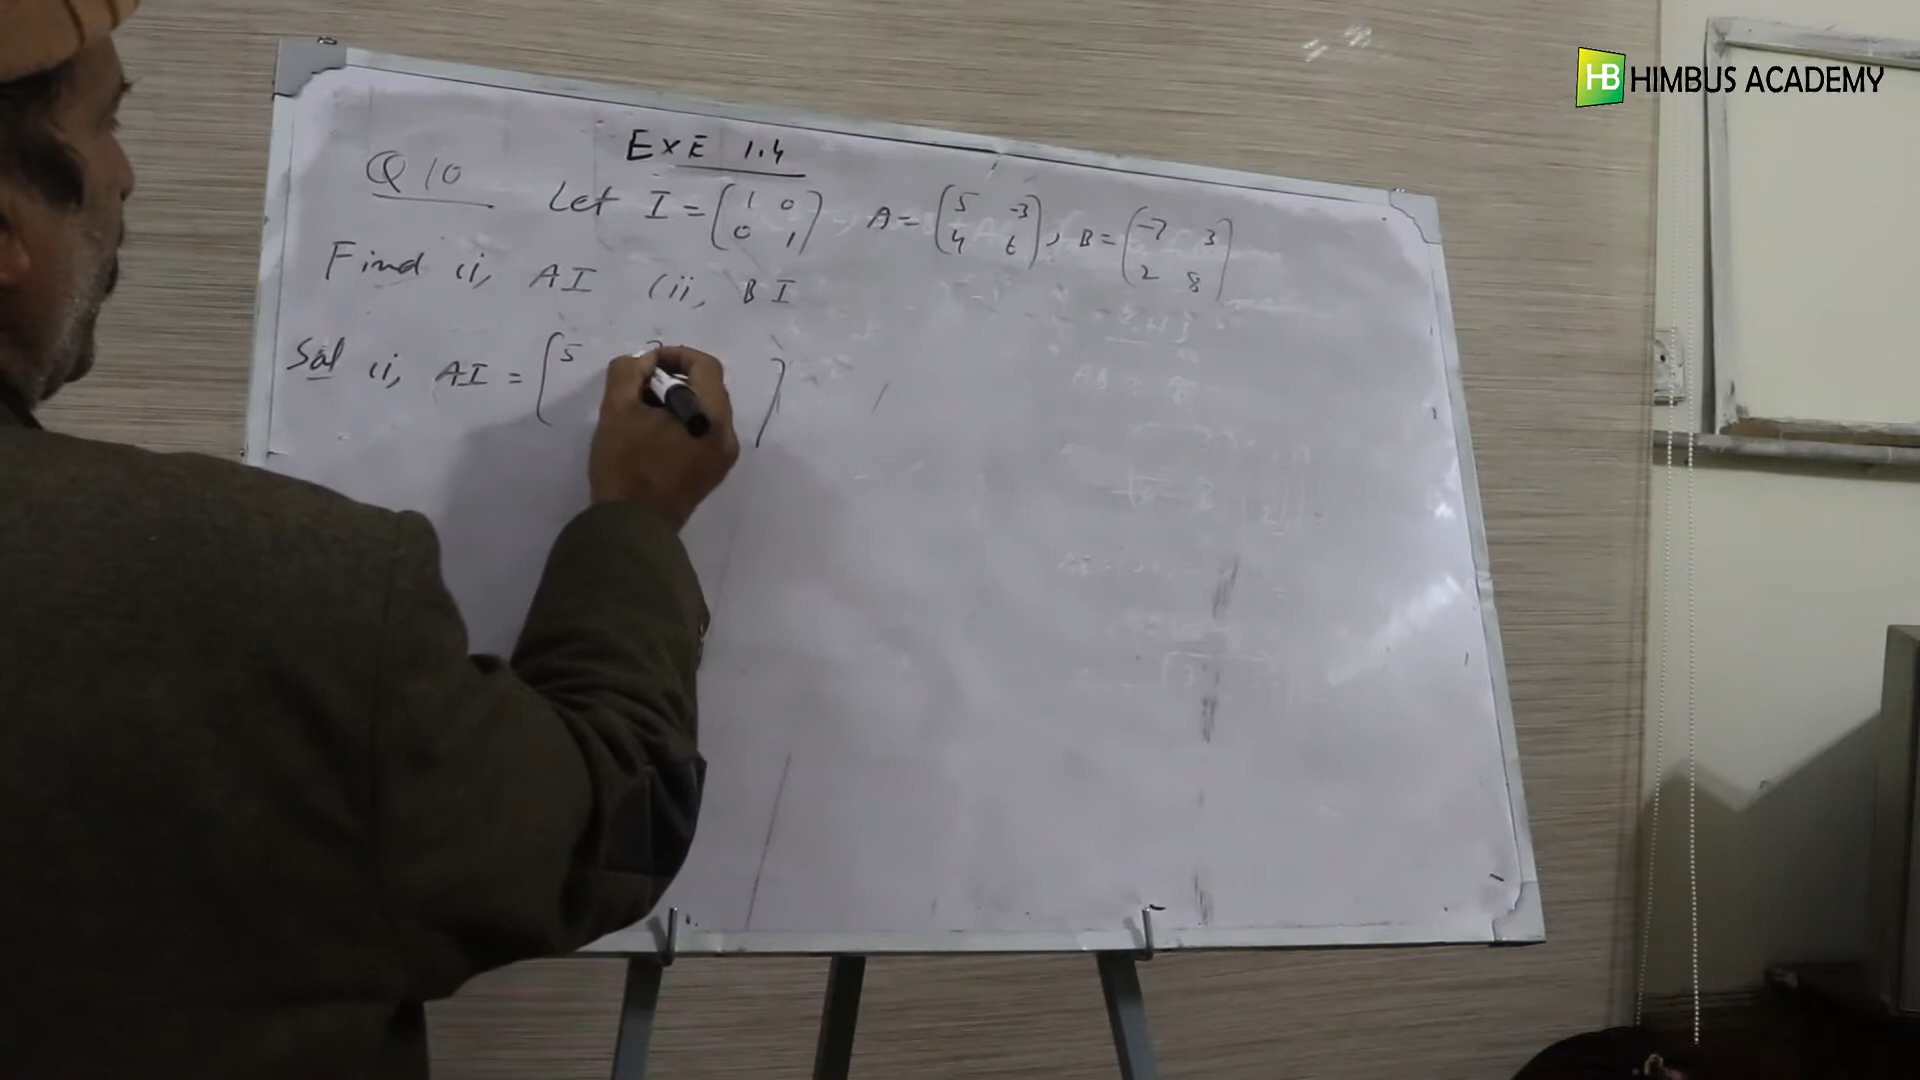 HB HIMBUS ACADEMY
EXE 1.4
Q 10 Let I = (1 0 0 1) A = (5 -3 4 6), B = (-7 3 2 8)
Find (i, AI (ii, BI
Sol (i, AI = (5